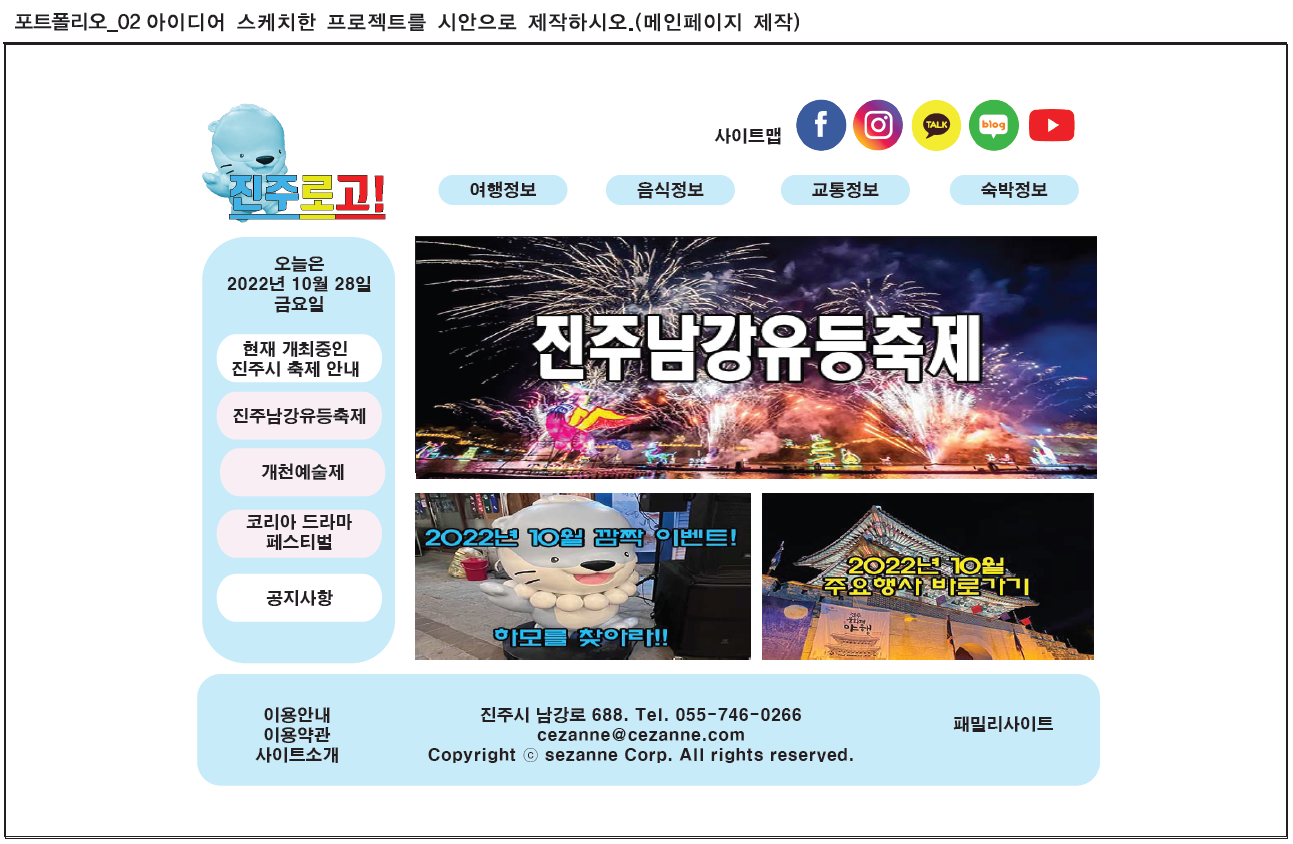 포트폴리오_02 아이디어 스케치한 프로젝트를 시안으로 제작하시오.(메인페이지 제작)
진주로고!
사이트맵
f
TALK
blog
여행정보
음식정보
교통정보
숙박정보
오늘은
2022년 10월 28일
금요일
현재 개최중인
진주시 축제 안내
진주남강유등축제
개천예술제
코리아 드라마
페스티벌
공지사항
진주남강유등축제
2022년 10월 깜짝 이벤트!
하모를 찾아라!!
2022년 10월
주요행사 바로가기
야행
이용안내
이용약관
사이트소개
진주시 남강로 688. Tel. 055-746-0266
cezanne@cezanne.com
Copyright ⓒ sezanne Corp. All rights reserved.
패밀리사이트